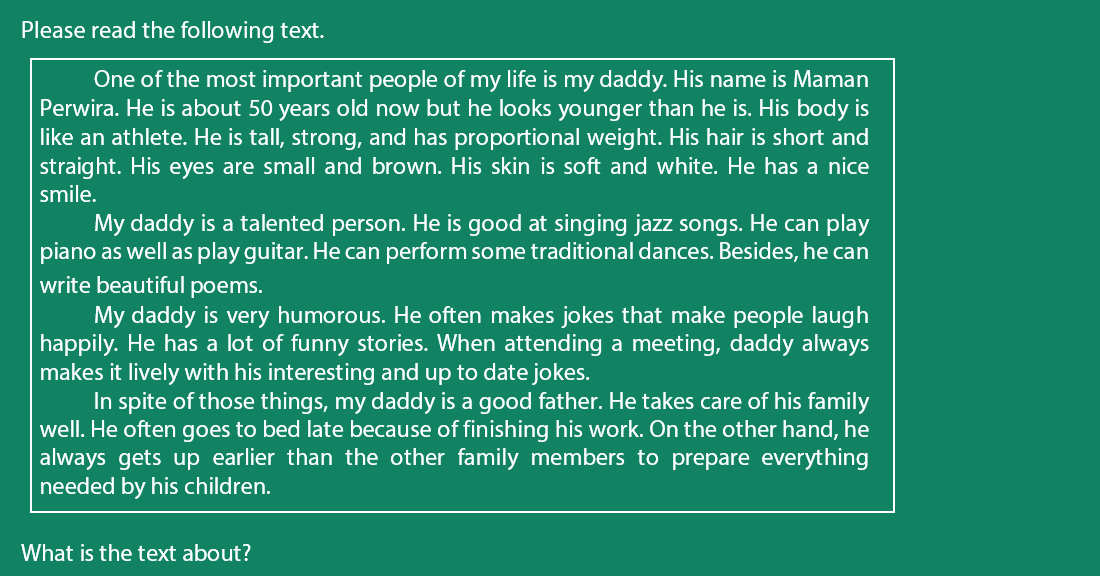 Please read the following text.
One of the most important people of my life is my daddy. His name is Maman
Perwira. He is about 50 years old now but he looks younger than he is. His body is
like an athlete. He is tall, strong, and has proportional weight. His hair is short and
straight. His eyes are small and brown. His skin is soft and white. He has a nice
smile.
My daddy is a talented person. He is good at singing jazz songs. He can play
piano as well as play guitar. He can perform some traditional dances. Besides, he can
write beautiful poems.
My daddy is very humorous. He often makes jokes that make people laugh
happily. He has a lot of funny stories. When attending a meeting, daddy always
makes it lively with his interesting and up to date jokes.
In spite of those things, my daddy is a good father. He takes care of his family
well. He often goes to bed late because of finishing his work. On the other hand, he
always gets up earlier than the other family members to prepare everything
needed by his children.
What is the text about?